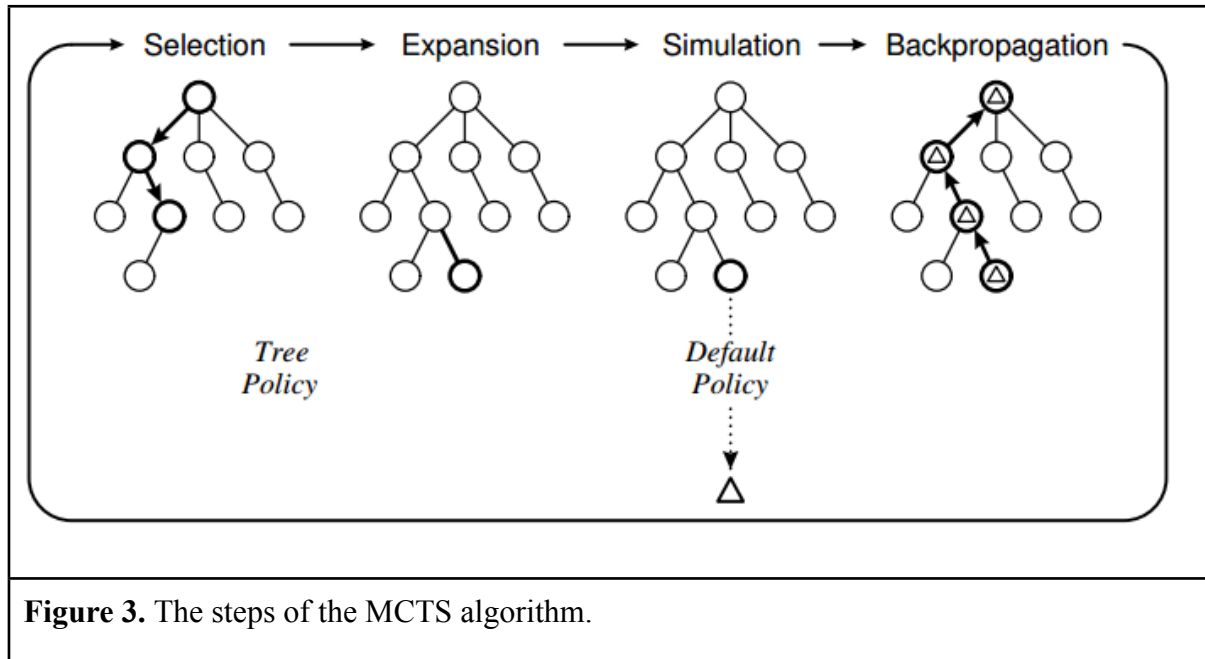 Selection Expansion Simulation Backpropagation
Tree
Policy
Default
Policy
Figure 3. The steps of the MCTS algorithm.